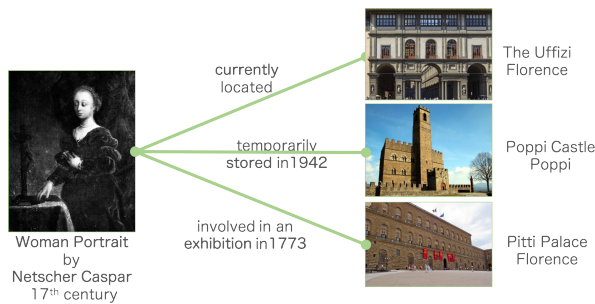 currently
located
The Uffizi
Florence
temporarily
stored in1942
Poppi Castle
Poppi
involved in an
exhibition in1773
Pitti Palace
Florence
Woman Portrait
by
Netscher Caspar
17th century